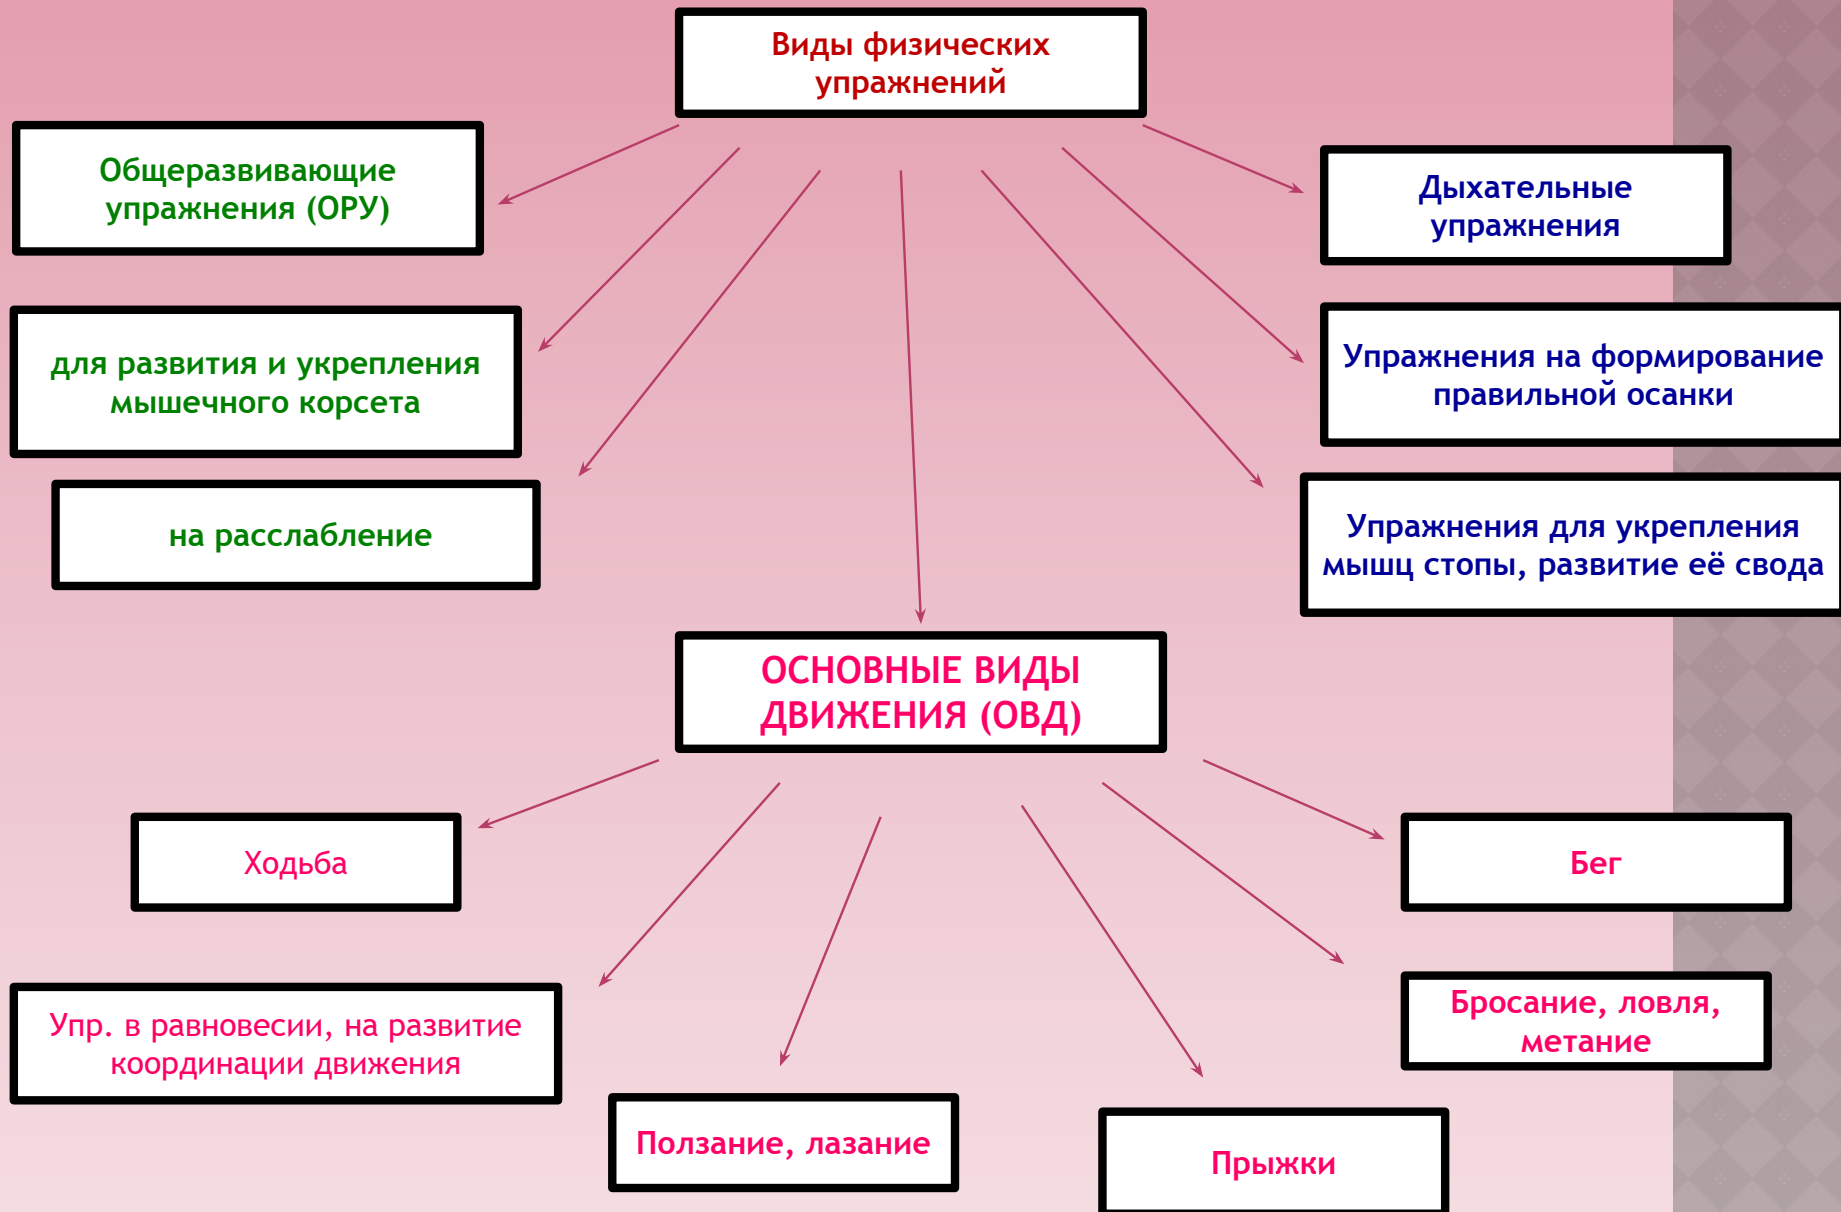 Виды физических
упражнений
Общеразвивающие
упражнения (ОРУ)
Дыхательные
упражнения
для развития и укрепления
мышечного корсета
Упражнения на формирование
правильной осанки
на расслабление
Упражнения для укрепления
мышц стопы, развитие её свода
ОСНОВНЫЕ ВИДЫ
ДВИЖЕНИЯ (ОВД)
Ходьба
Бег
Упр. в равновесии, на развитие
координации движения
Бросание, ловля,
метание
Ползание, лазание
Прыжки